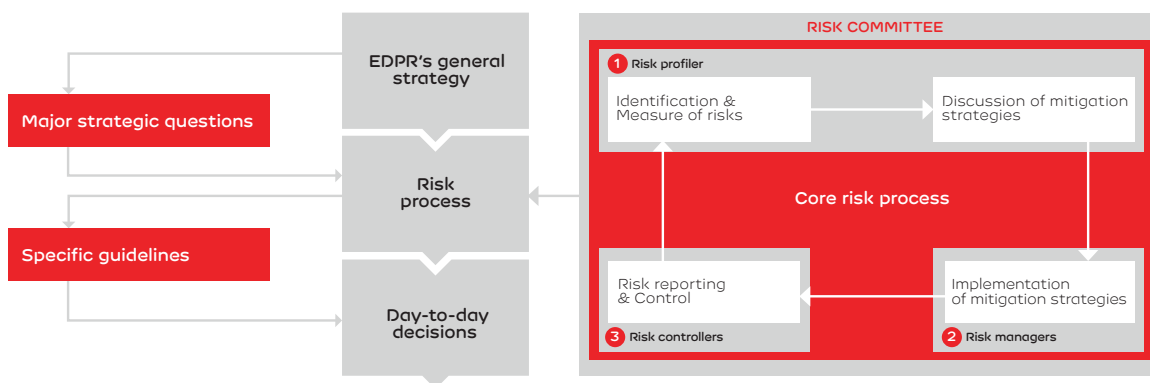 EDPR's general
strategy
Major strategic questions
Risk
process
Specific guidelines
Day-to-day
decisions
RISK COMMITTEE
1 Risk profiler
Identification &
Measure of risks
Discussion of mitigation
strategies
Core risk process
Risk reporting
& Control
3 Risk controllers
Implementation
of mitigation strategies
2 Risk managers